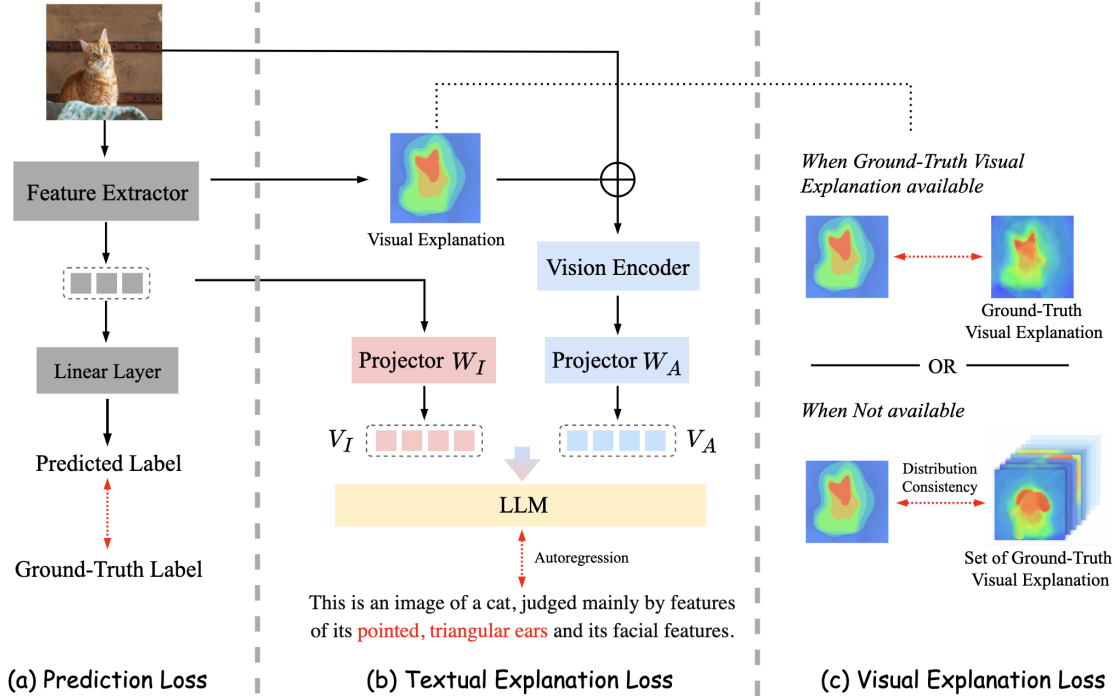 Feature Extractor
Linear Layer
Predicted Label
Ground-Truth Label
(a) Prediction Loss
Visual Explanation
Vision Encoder
Projector W_I
Projector W_A
V_I
V_A
LLM
Autoregression
This is an image of a cat, judged mainly by features
of its pointed, triangular ears and its facial features.
(b) Textual Explanation Loss
When Ground-Truth Visual
Explanation available
Ground-Truth
Visual Explanation
OR
When Not available
Distribution
Consistency
Set of Ground-Truth
Visual Explanation
(c) Visual Explanation Loss